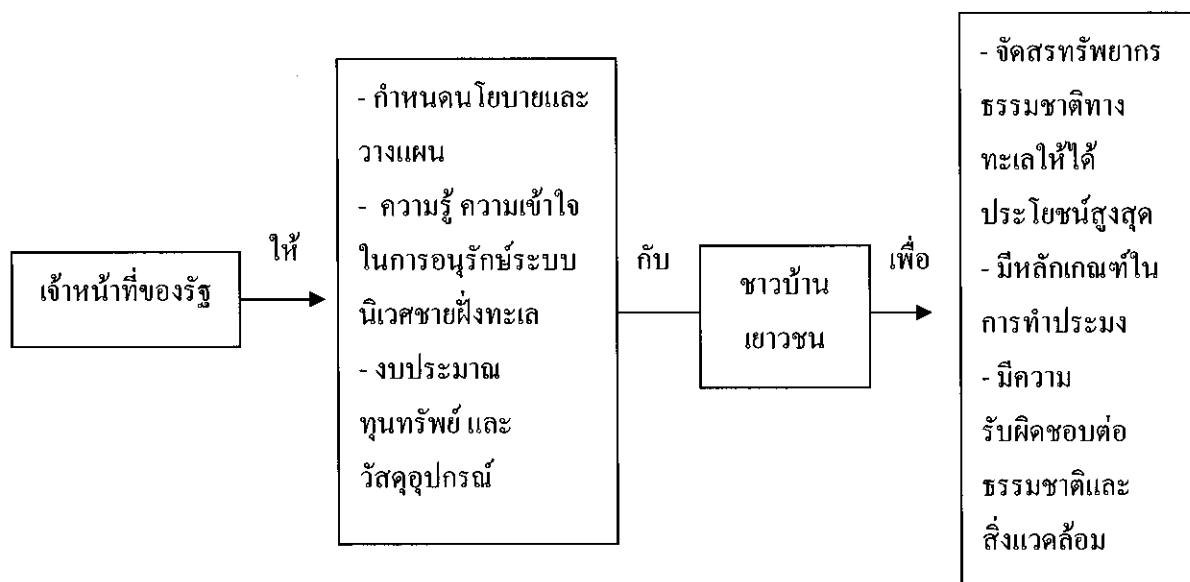 เจ้าหน้าที่ของรัฐ
ให้
- กำหนดนโยบายและ
วางแผน
- ความรู้ ความเข้าใจ
ในการอนุรักษ์ระบบ
นิเวศชายฝั่งทะเล
- งบประมาณ
ทุนทรัพย์ และ
วัสดุอุปกรณ์
กับ
ชาวบ้าน
เยาวชน
เพื่อ
- จัดสรรทรัพยากร
ธรรมชาติทาง
ทะเลให้ได้
ประโยชน์สูงสุด
- มีหลักเกณฑ์ใน
การทำประมง
- มีความ
รับผิดชอบต่อ
ธรรมชาติและ
สิ่งแวดล้อม